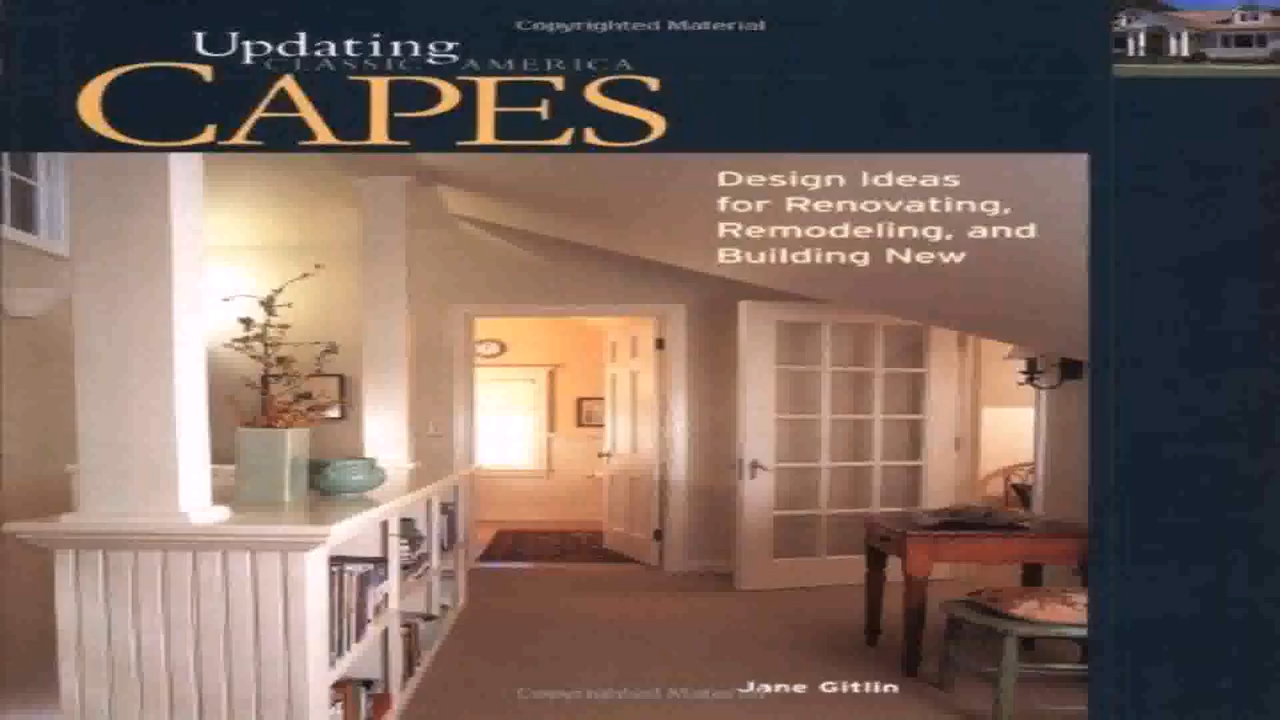 Copyrighted Material
Updating
CLASSIC AMERICA
CAPES
Design Ideas
for Renovating,
Remodeling, and
Building New
Jane Gitlin
Copyrighted Material